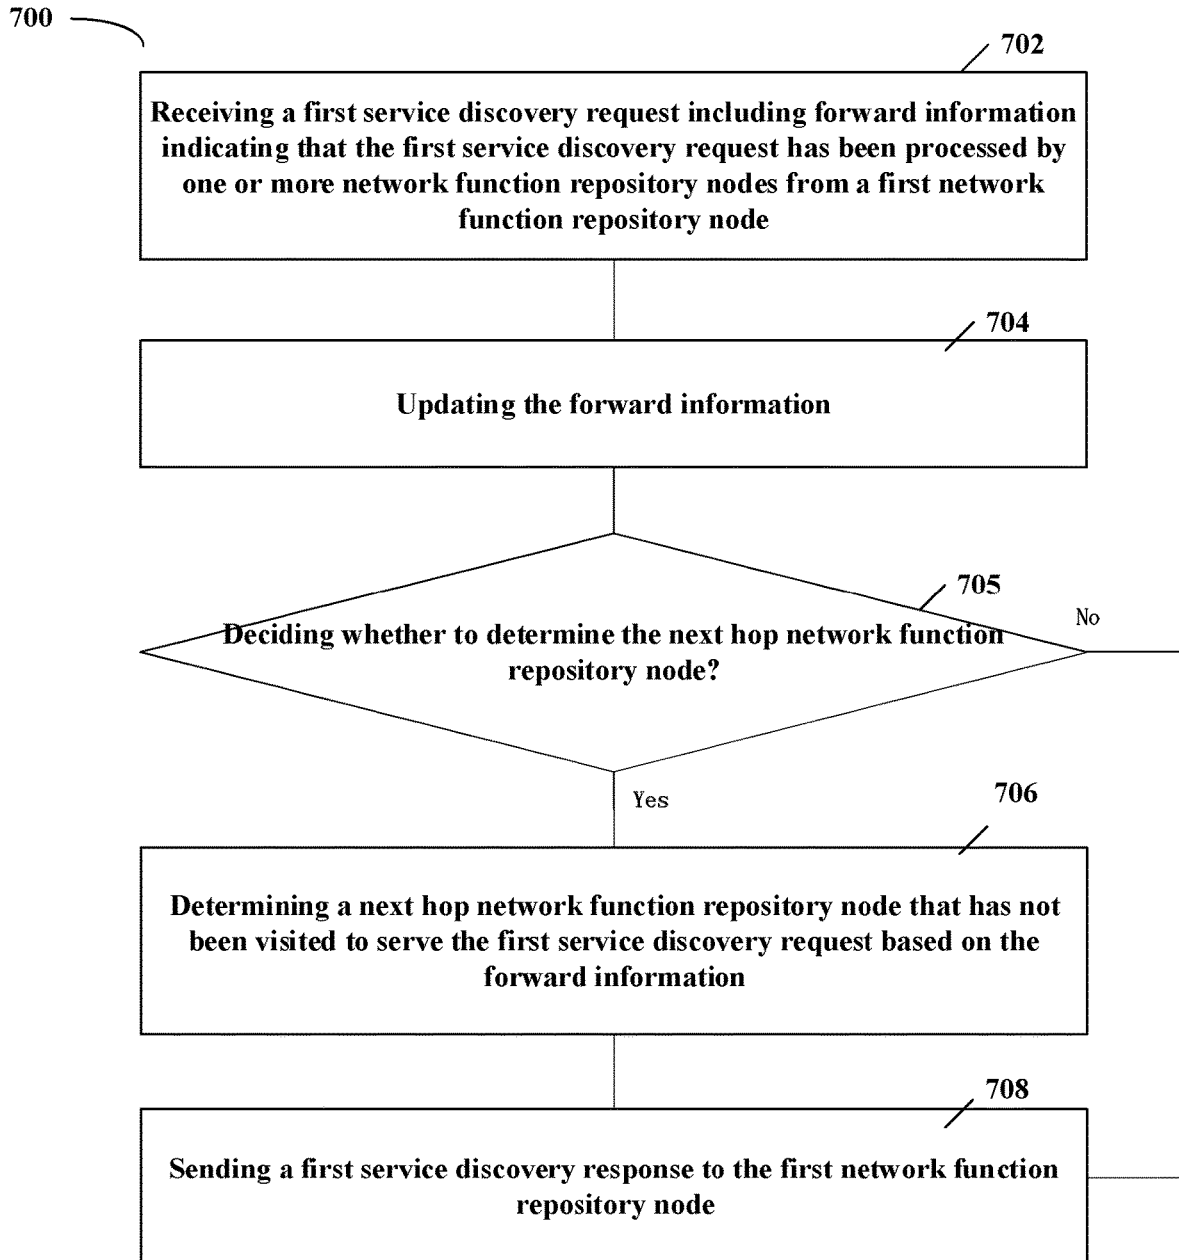 700
702
Receiving a first service discovery request including forward information
indicating that the first service discovery request has been processed by
one or more network function repository nodes from a first network
function repository node
704
Updating the forward information
705
Deciding whether to determine the next hop network function
repository node?
No
Yes
706
Determining a next hop network function repository node that has not
been visited to serve the first service discovery request based on the
forward information
708
Sending a first service discovery response to the first network function
repository node